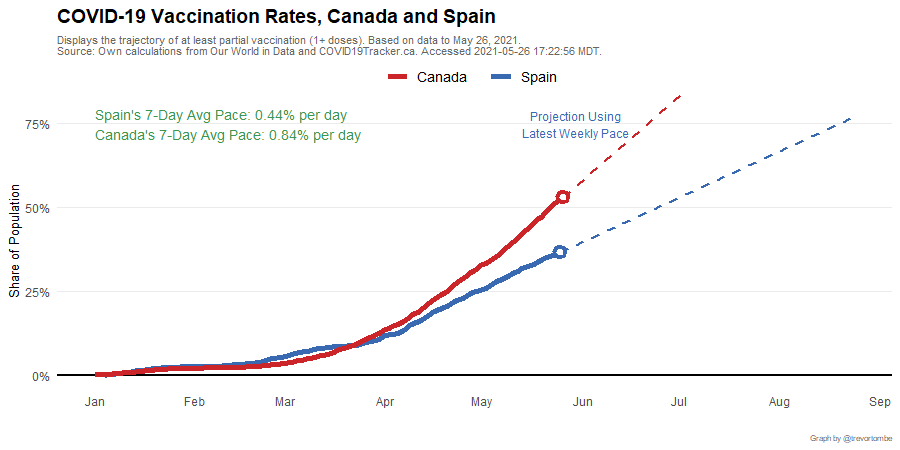 COVID-19 Vaccination Rates, Canada and Spain
Displays the trajectory of at least partial vaccination (1+ doses). Based on data to May 26, 2021.
Source: Own calculations from Our World in Data and COVID19Tracker.ca. Accessed 2021-05-26 17:22:56 MDT.
Canada Spain
Spain's 7-Day Avg Pace: 0.44% per day
Canada's 7-Day Avg Pace: 0.84% per day
Projection Using
Latest Weekly Pace
Share of Population
75%
50%
25%
0%
Jan Feb Mar Apr May Jun Jul Aug Sep
Graph by @trevortombe